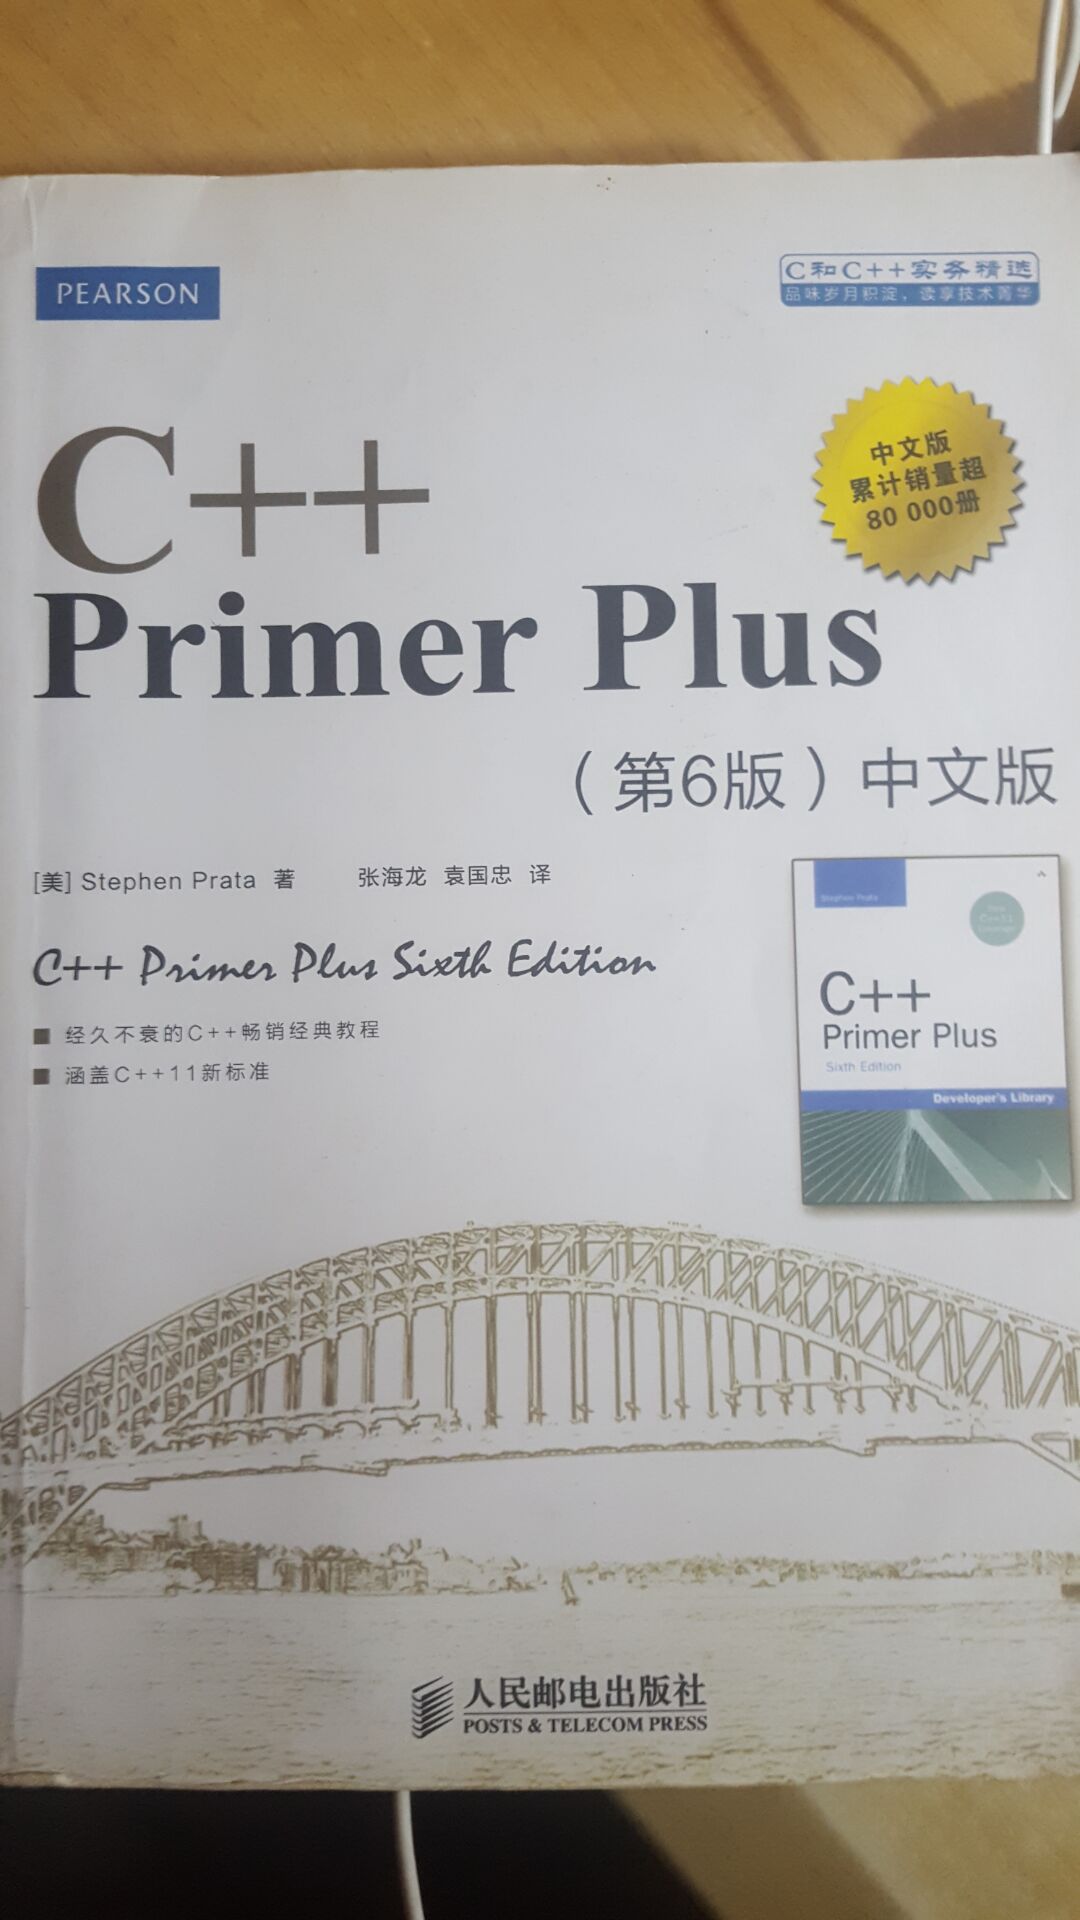 PEARSON
C和C++实务精选
品味岁月积淀，读享技术菁华
C++
Primer Plus
中文版
累计销量超
80 000册
（第6版）中文版
[美] Stephen Prata 著 张海龙 袁国忠 译
C++ Primer Plus Sixth Edition
■ 经久不衰的C++畅销经典教程
■ 涵盖C++11新标准
Stephen Prata
New
C++11
Coverage
C++
Primer Plus
Sixth Edition
Developer's Library
人民邮电出版社
POSTS & TELECOM PRESS